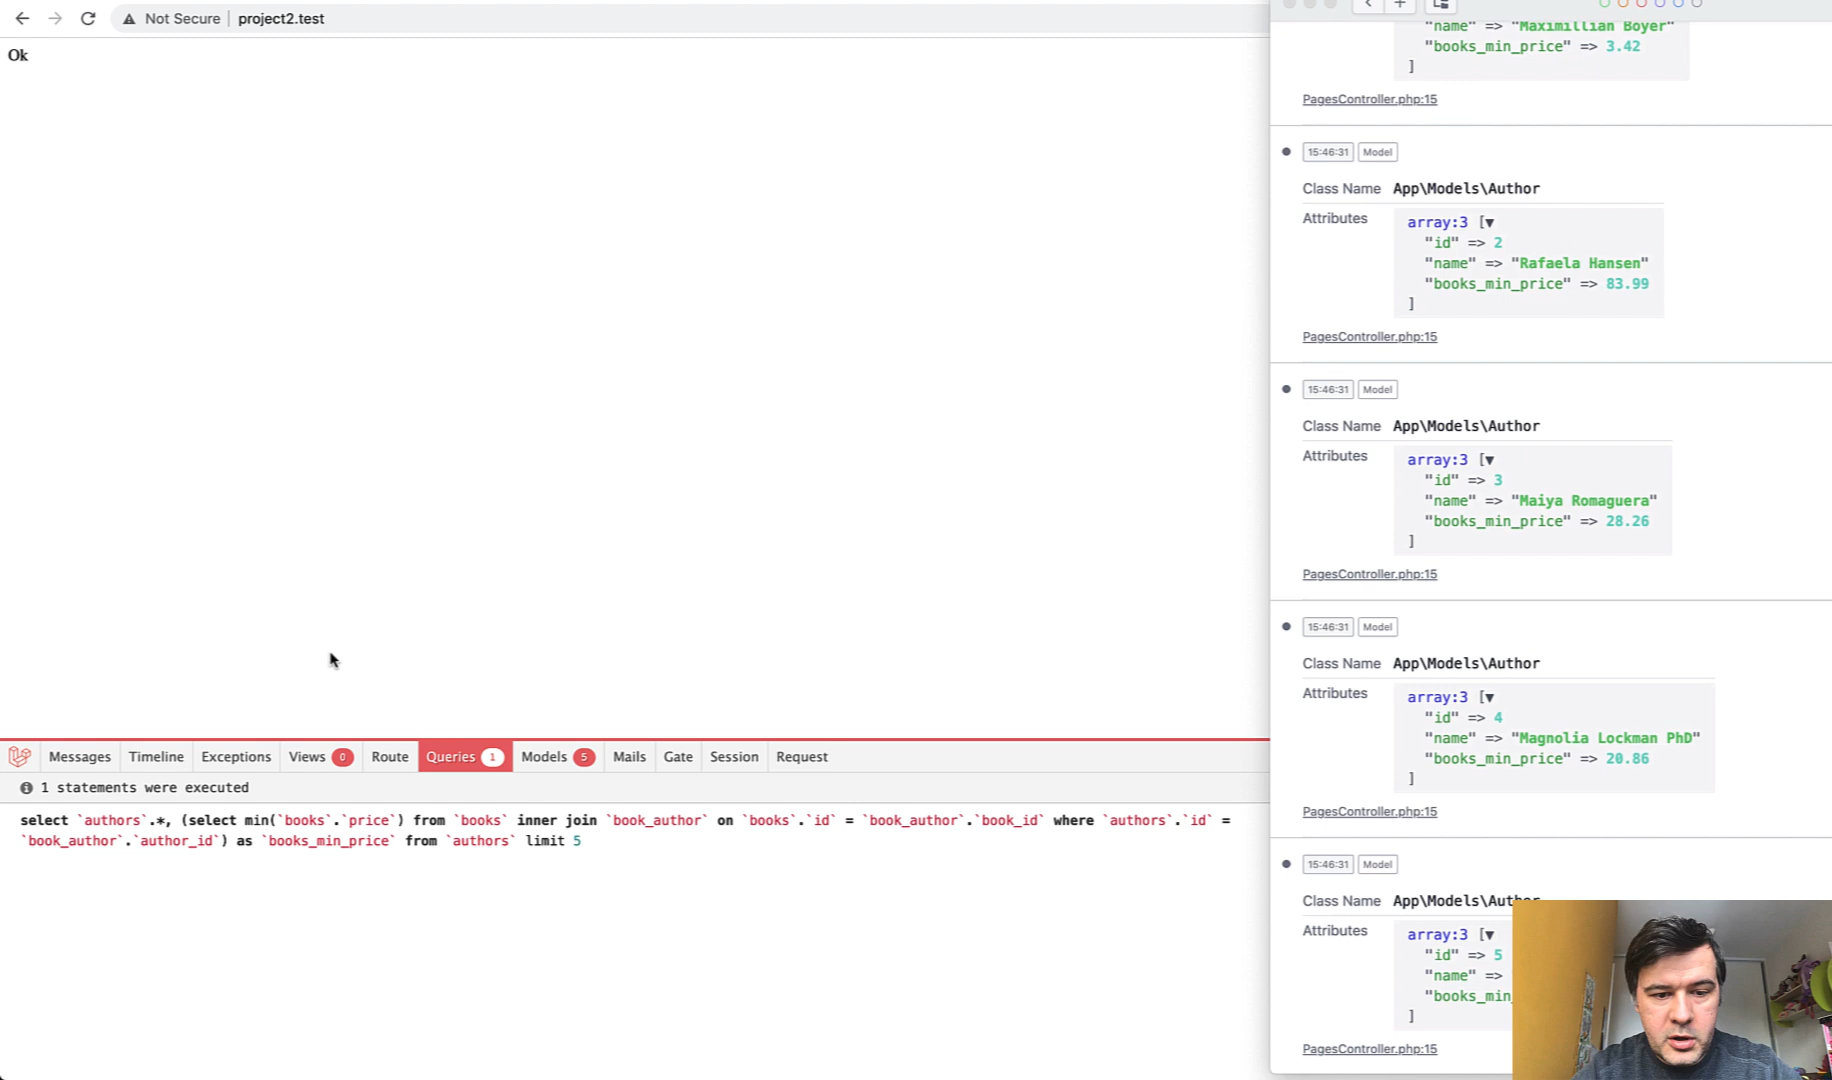 Not Secure | project2.test
Ok
Messages Timeline Exceptions Views 0 Route Queries 1 Models 5 Mails Gate Session Request
1 statements were executed
select `authors`.*, (select min(`books`.`price`) from `books` inner join `book_author` on `books`.`id` = `book_author`.`book_id` where `authors`.`id` =
`book_author`.`author_id`) as `books_min_price` from `authors` limit 5
"name" => "Maximillian Boyer"
"books_min_price" => 3.42
]
PagesController.php:15
15:46:31 Model
Class Name App\Models\Author
Attributes array:3 [▼
"id" => 2
"name" => "Rafaela Hansen"
"books_min_price" => 83.99
]
PagesController.php:15
15:46:31 Model
Class Name App\Models\Author
Attributes array:3 [▼
"id" => 3
"name" => "Maiya Romaguera"
"books_min_price" => 28.26
]
PagesController.php:15
15:46:31 Model
Class Name App\Models\Author
Attributes array:3 [▼
"id" => 4
"name" => "Magnolia Lockman PhD"
"books_min_price" => 20.86
]
PagesController.php:15
15:46:31 Model
Class Name App\Models\Author
Attributes array:3 [▼
"id" => 5
"name" =>
"books_min
]
PagesController.php:15